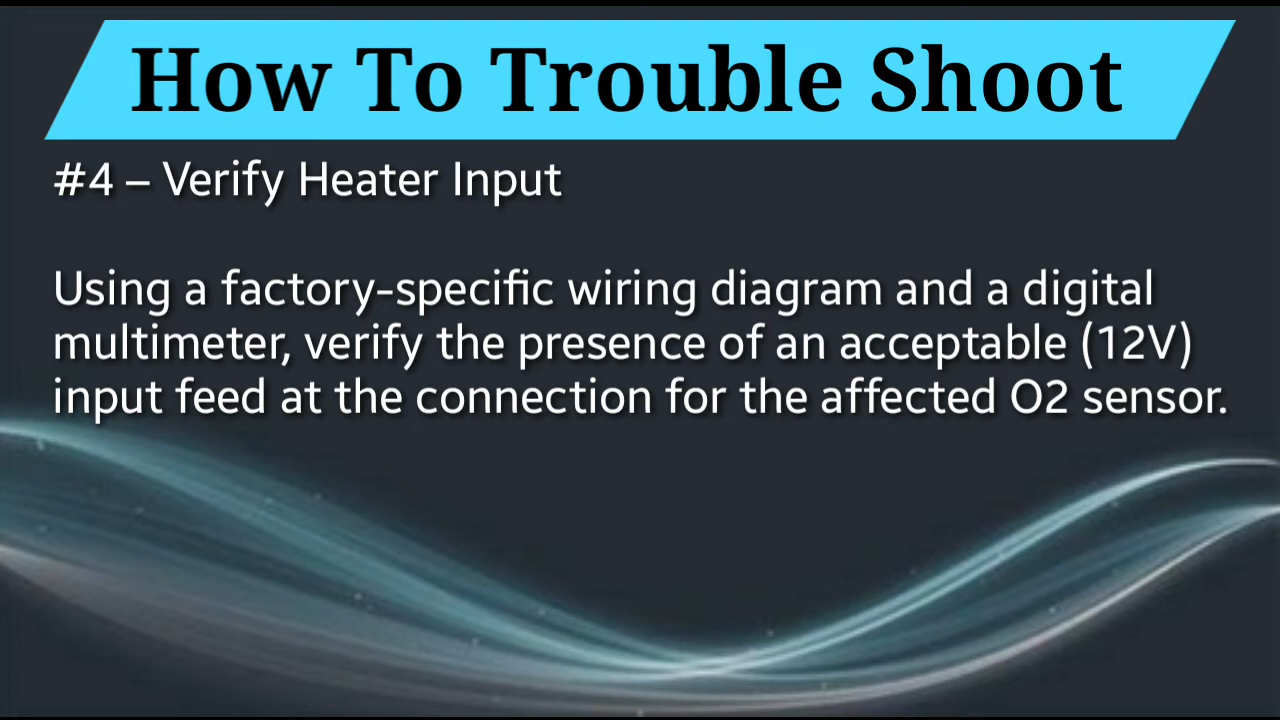 How To Trouble Shoot
#4 – Verify Heater Input
Using a factory-specific wiring diagram and a digital
multimeter, verify the presence of an acceptable (12V)
input feed at the connection for the affected O2 sensor.